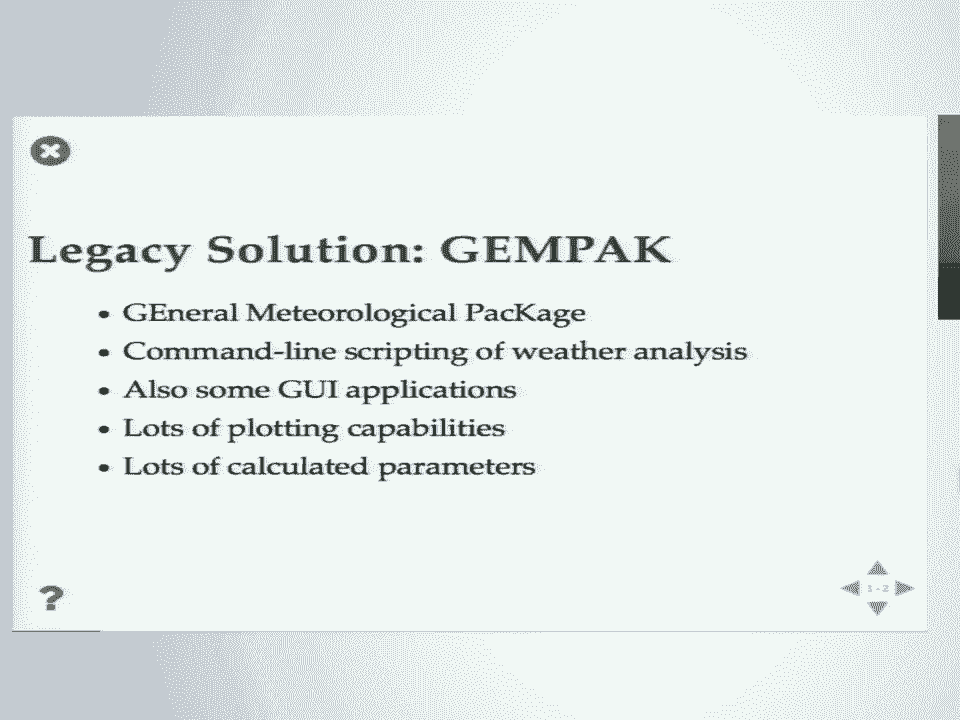 Legacy Solution: GEMPAK
• GEneral Meteorological PacKage
• Command-line scripting of weather analysis
• Also some GUI applications
• Lots of plotting capabilities
• Lots of calculated parameters
?
1-2